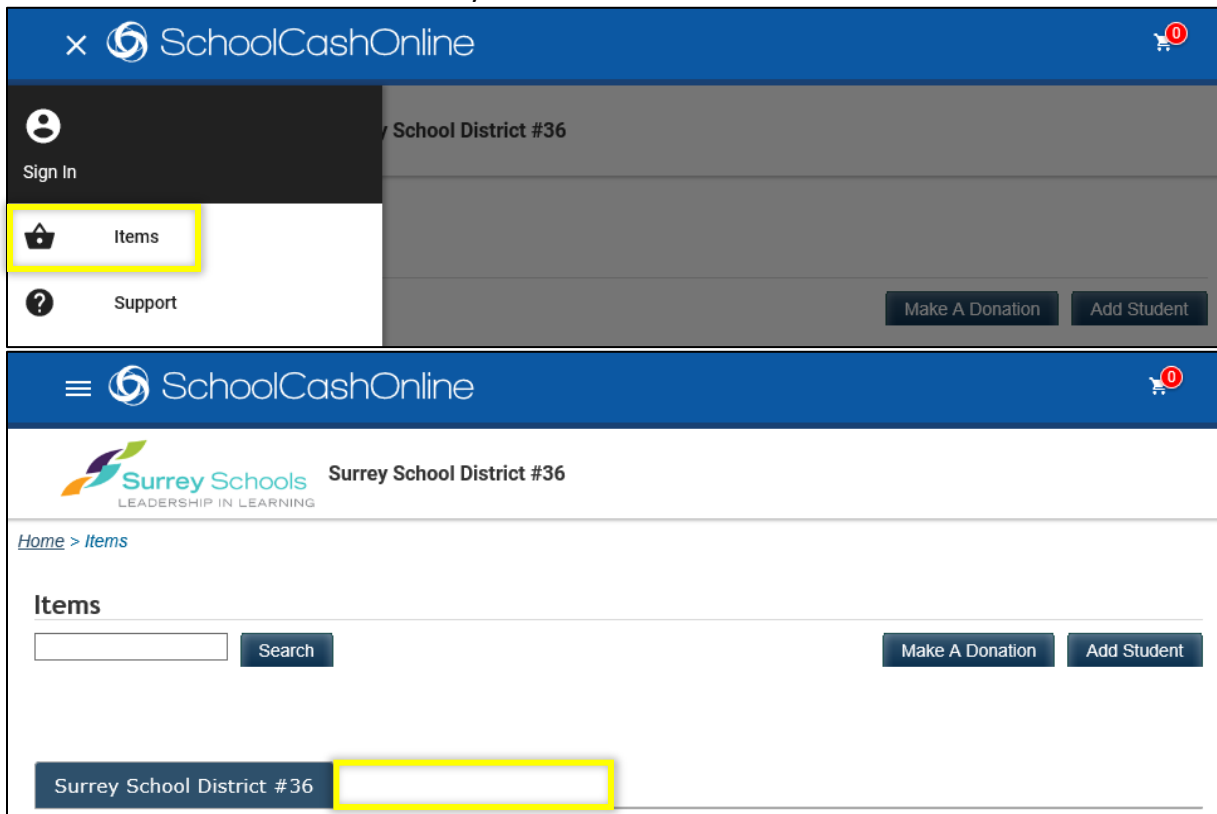 SchoolCashOnline
0
School District #36
Sign In
Items
Support
Make A Donation Add Student
SchoolCashOnline
0
Surrey Schools
LEADERSHIP IN LEARNING
Surrey School District #36
Home > Items
Items
Search Make A Donation Add Student
Surrey School District #36